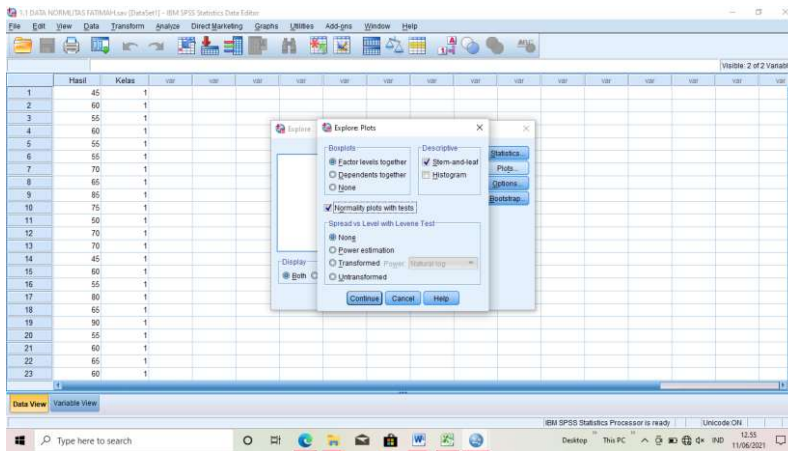 1.1 DATA NORMLITAS FATIMAH.sav [DataSet1] - IBM SPSS Statistics Data Editor
File Edit View Data Transform Analyze Direct Marketing Graphs Utilities Add-ons Window Help
Visible: 2 of 2 Variabl
Hasil Kelas var var var var var var var var var var var var var var var
1 45 1
2 60 1
3 55 1
4 60 1
5 55 1
6 55 1
7 70 1
8 65 1
9 85 1
10 75 1
11 50 1
12 70 1
13 70 1
14 45 1
15 60 1
16 55 1
17 80 1
18 65 1
19 90 1
20 55 1
21 60 1
22 65 1
23 60 1
Explore
Display
Both
Statistics...
Plots...
Options...
Bootstrap...
Explore: Plots
Boxplots
Factor levels together
Dependents together
None
Descriptive
Stem-and-leaf
Histogram
Normality plots with tests
Spread vs Level with Levene Test
None
Power estimation
Transformed Power: Natural log
Untransformed
Continue Cancel Help
Data View Variable View
IBM SPSS Statistics Processor is ready Unicode:ON
Type here to search
Desktop This PC IND 12.55
11/06/2021